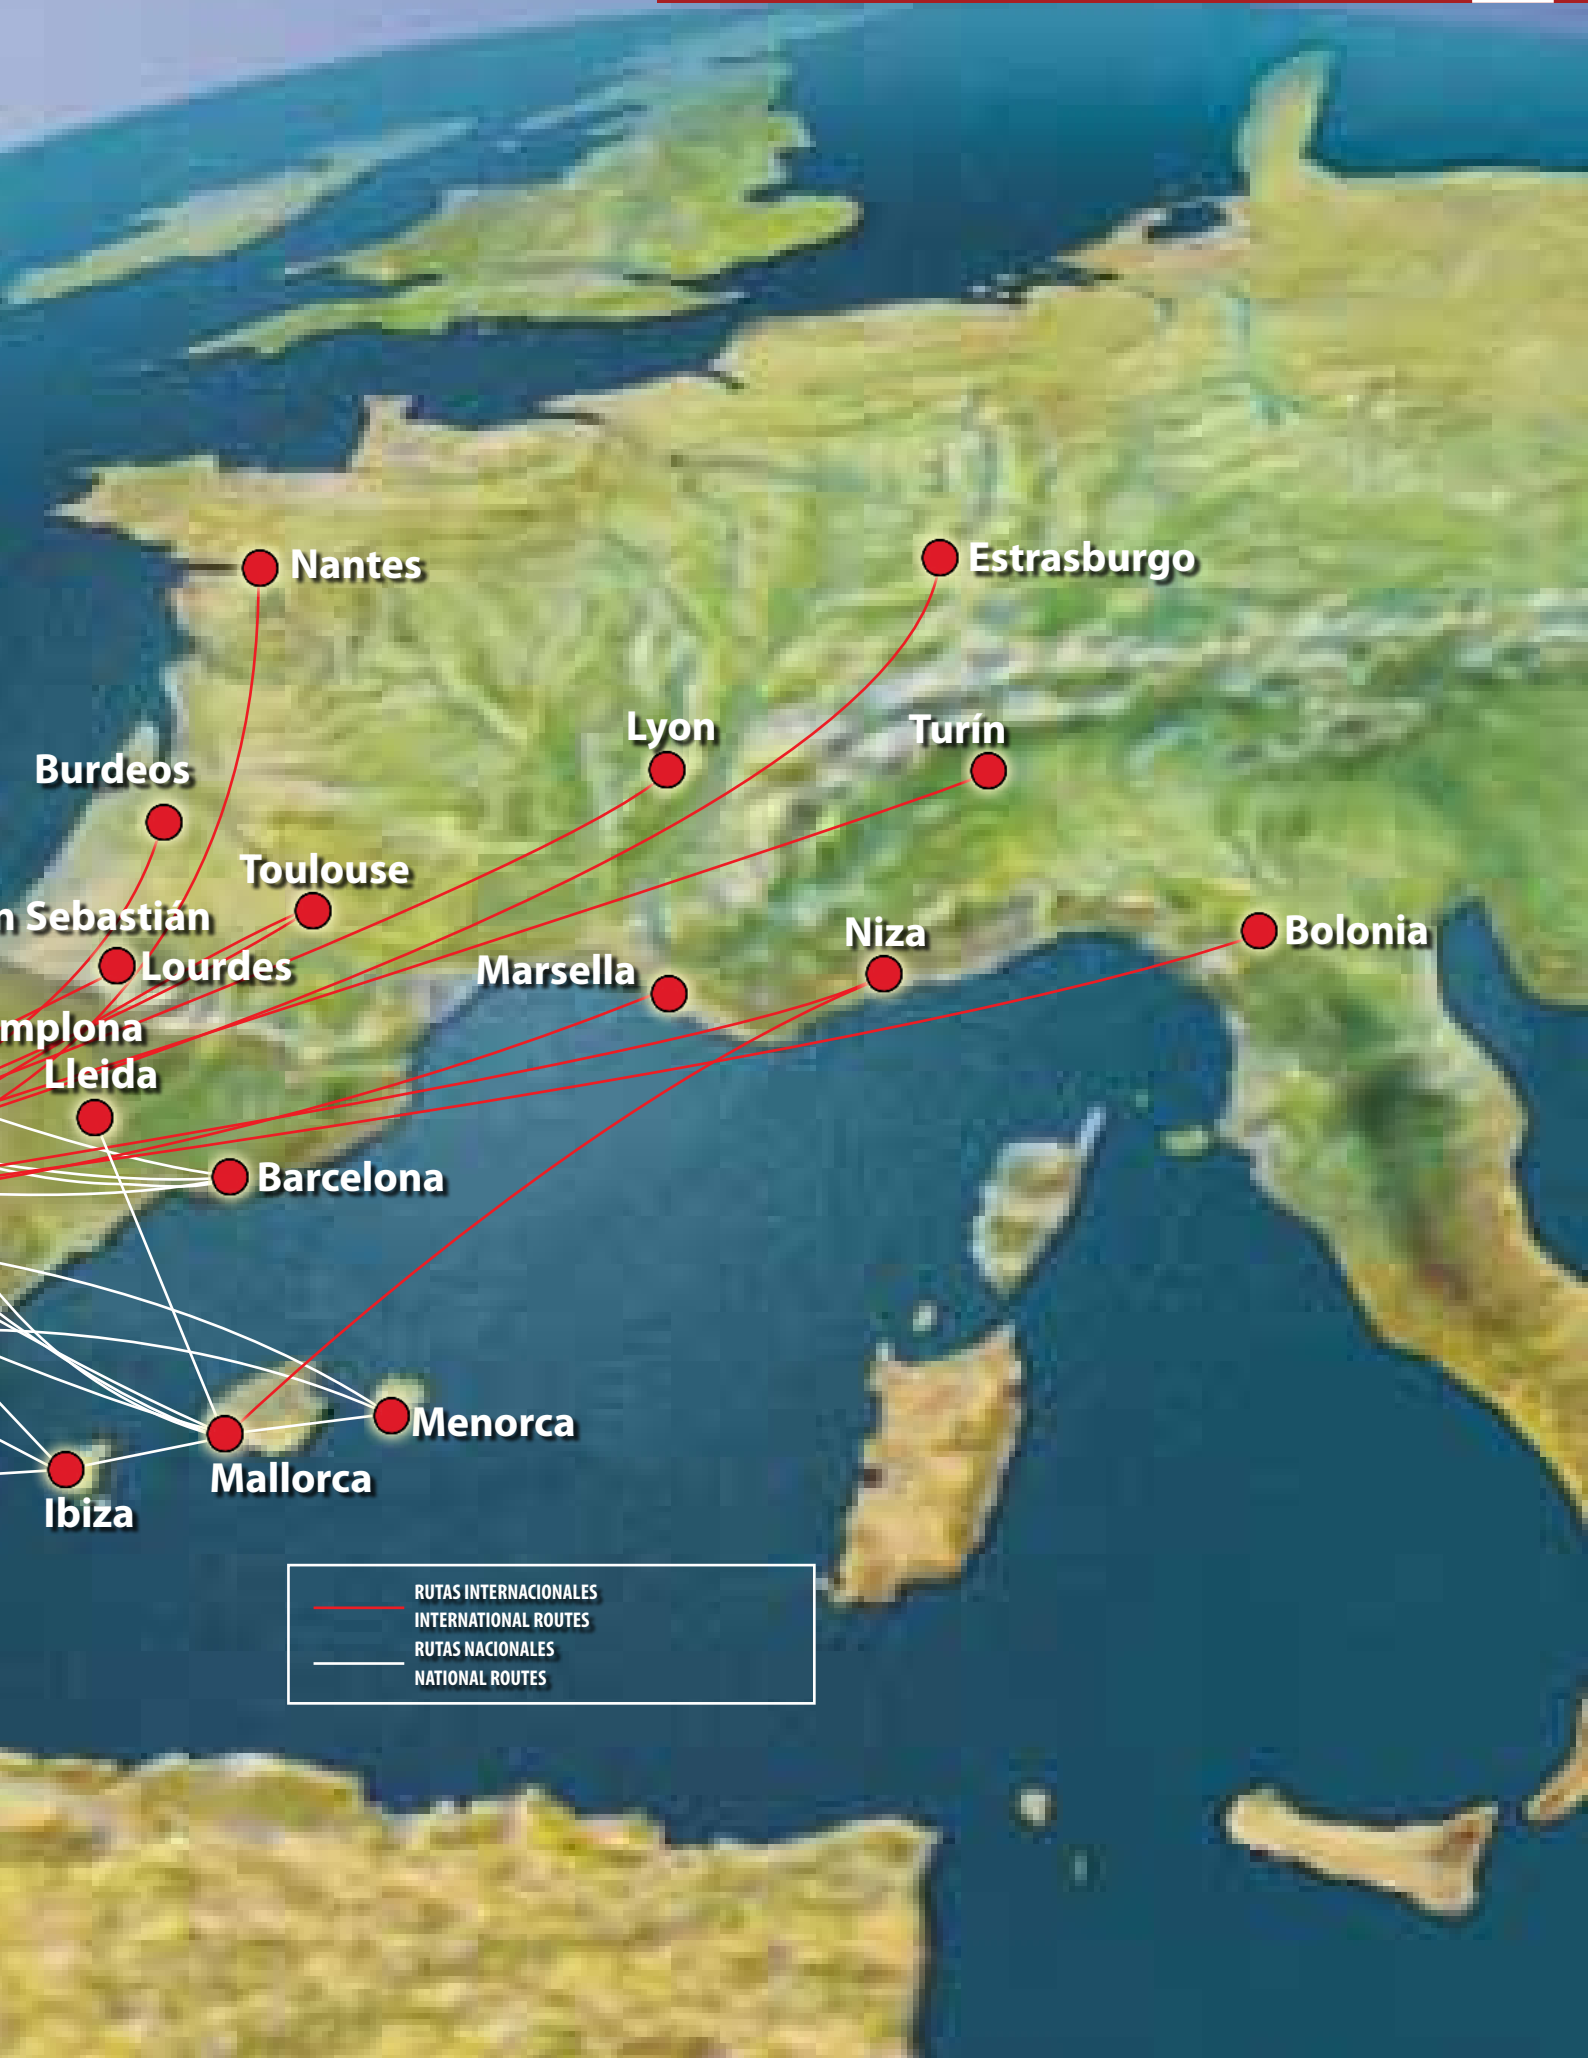 Nantes
Estrasburgo
Lyon
Turín
Burdeos
Toulouse
n Sebastián
Niza
Bolonia
Lourdes
Marsella
mplona
Lleida
Barcelona
Menorca
Mallorca
Ibiza
RUTAS INTERNACIONALES
INTERNATIONAL ROUTES
RUTAS NACIONALES
NATIONAL ROUTES